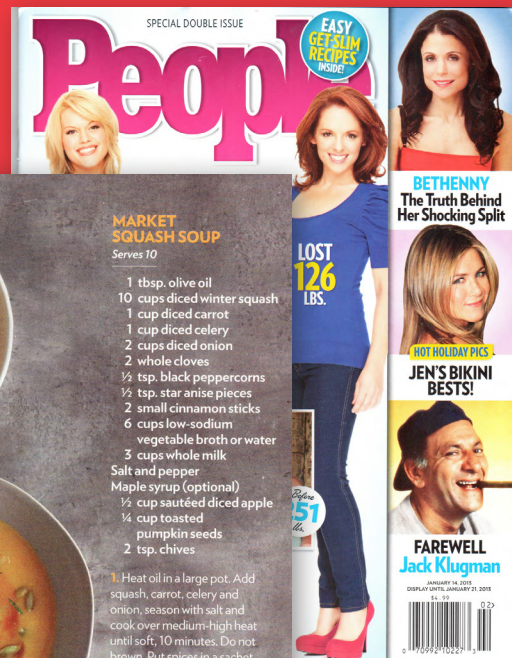 SPECIAL DOUBLE ISSUE
People
EASY
GET-SLIM
RECIPES
INSIDE!
BETHENNY
The Truth Behind
Her Shocking Split
LOST
126
LBS.
HOT HOLIDAY PICS
JEN'S BIKINI
BESTS!
Before
251
lbs.
FAREWELL
Jack Klugman
JANUARY 14, 2013
DISPLAY UNTIL JANUARY 21, 2013
$4.99
02>
0 70992 10227 3
MARKET
SQUASH SOUP
Serves 10
1 tbsp. olive oil
10 cups diced winter squash
1 cup diced carrot
1 cup diced celery
2 cups diced onion
2 whole cloves
½ tsp. black peppercorns
½ tsp. star anise pieces
2 small cinnamon sticks
6 cups low-sodium
vegetable broth or water
3 cups whole milk
Salt and pepper
Maple syrup (optional)
½ cup sautéed diced apple
¼ cup toasted
pumpkin seeds
2 tsp. chives
1. Heat oil in a large pot. Add
squash, carrot, celery and
onion, season with salt and
cook over medium-high heat
until soft, 10 minutes. Do not
brown. Put spices in a sachet